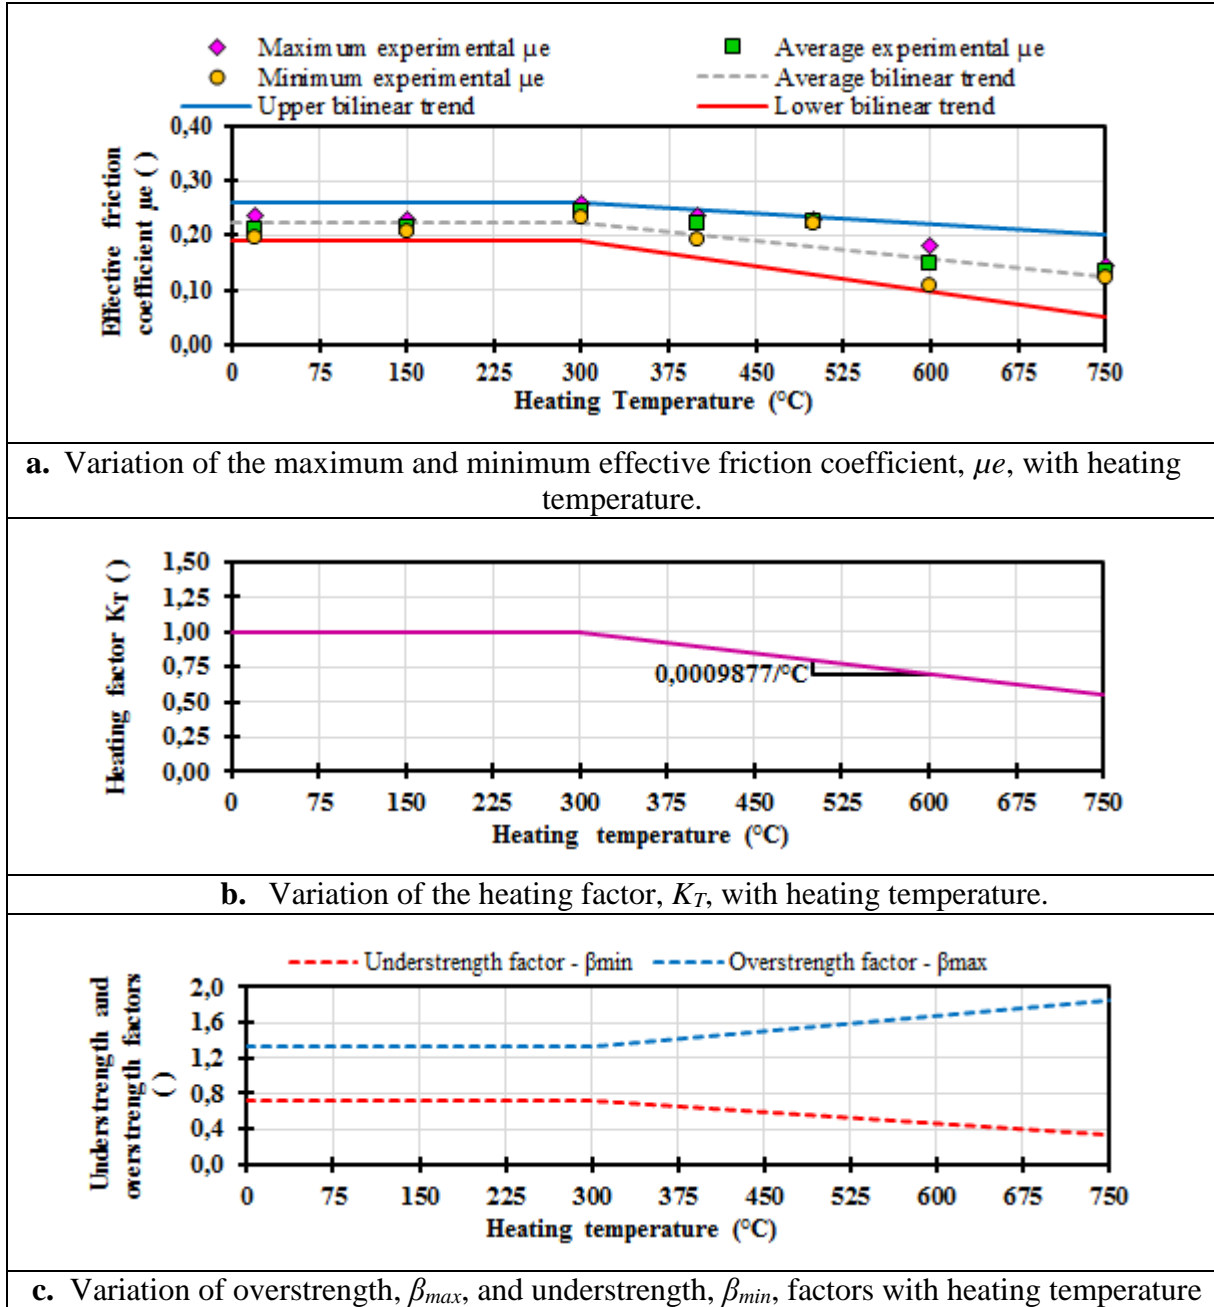 Maximum experimental μe
Average experimental μe
Minimum experimental μe
Average bilinear trend
Upper bilinear trend
Lower bilinear trend
Effective friction
coefficient μe ( )
0,40
0,30
0,20
0,10
0,00
0 75 150 225 300 375 450 525 600 675 750
Heating Temperature (°C)
a. Variation of the maximum and minimum effective friction coefficient, μe, with heating
temperature.
Heating factor KT ( )
1,50
1,25
1,00
0,75
0,50
0,25
0,00
0,0009877/°C
0 75 150 225 300 375 450 525 600 675 750
Heating temperature (°C)
b. Variation of the heating factor, KT, with heating temperature.
Understrength factor - βmin
Overstrength factor - βmax
Understrength and
overstrength factors
( )
2,0
1,6
1,2
0,8
0,4
0,0
0 75 150 225 300 375 450 525 600 675 750
Heating temperature (°C)
c. Variation of overstrength, βmax, and understrength, βmin, factors with heating temperature